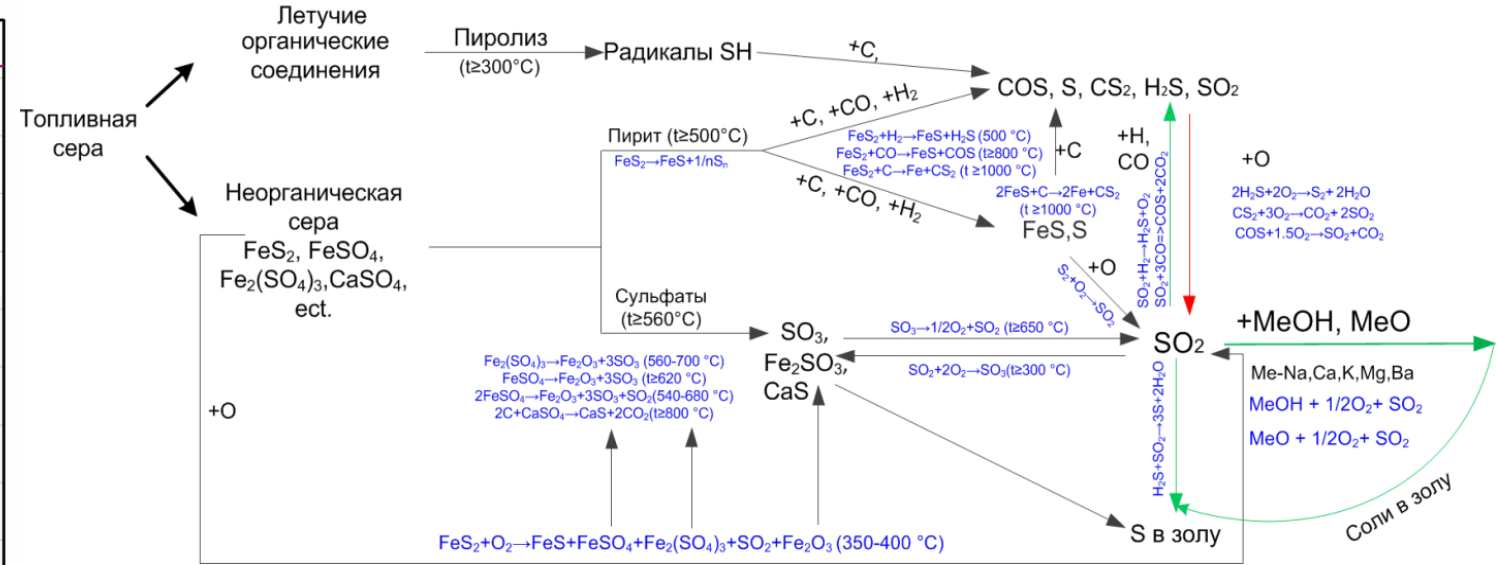 Топливная
сера
Летучие
органические
соединения
Пиролиз
(t≥300°C)
Радикалы SH
+C,
COS, S, CS₂, H₂S, SO₂
Неорганическая
сера
FeS₂, FeSO₄,
Fe₂(SO₄)₃,CaSO₄,
ect.
Пирит (t≥500°C)
FeS₂→FeS+1/nSₙ
+C, +CO, +H₂
FeS₂+H₂→FeS+H₂S (500 °C)
FeS₂+CO→FeS+COS (t≥800 °C)
FeS₂+C→Fe+CS₂ (t ≥1000 °C)
+C, +CO, +H₂
+C
2FeS+C→2Fe+CS₂
(t ≥1000 °C)
FeS,S
+O
S₂+O₂→SO₂
+H,
CO
SO₂+H₂→H₂S+O₂
SO₂+3CO=>COS+2CO₂
+O
2H₂S+2O₂→S₂+ 2H₂O
CS₂+3O₂→CO₂+ 2SO₂
COS+1.5O₂→SO₂+CO₂
Сульфаты
(t≥560°C)
SO₃,
Fe₂SO₃,
CaS
SO₃→1/2O₂+SO₂ (t≥650 °C)
SO₂+2O₂→SO₃(t≥300 °C)
SO₂
+MeOH, MeO
Me-Na,Ca,K,Mg,Ba
MeOH + 1/2O₂+ SO₂
MeO + 1/2O₂+ SO₂
Fe₂(SO₄)₃→Fe₂O₃+3SO₃ (560-700 °C)
FeSO₄→Fe₂O₃+3SO₃ (t≥620 °C)
2FeSO₄→Fe₂O₃+3SO₃+SO₂(540-680 °C)
2C+CaSO₄→CaS+2CO₂(t≥800 °C)
+O
H₂S+SO₂→3S+2H₂O
Соли в золу
S в золу
FeS₂+O₂→FeS+FeSO₄+Fe₂(SO₄)₃+SO₂+Fe₂O₃ (350-400 °C)